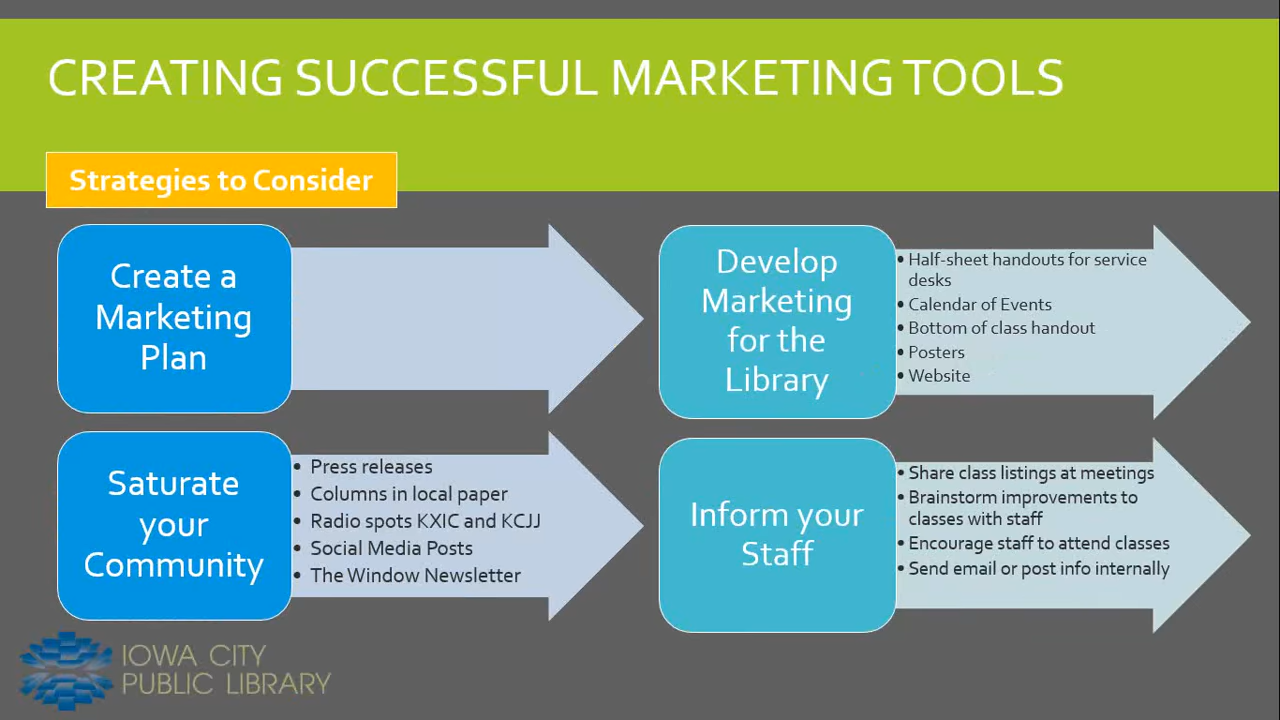 CREATING SUCCESSFUL MARKETING TOOLS
Strategies to Consider
Create a
Marketing
Plan
Saturate
your
Community
• Press releases
• Columns in local paper
• Radio spots KXIC and KCJJ
• Social Media Posts
• The Window Newsletter
Develop
Marketing
for the
Library
• Half-sheet handouts for service
desks
• Calendar of Events
• Bottom of class handout
• Posters
• Website
Inform your
Staff
• Share class listings at meetings
• Brainstorm improvements to
classes with staff
• Encourage staff to attend classes
• Send email or post info internally
IOWA CITY
PUBLIC LIBRARY